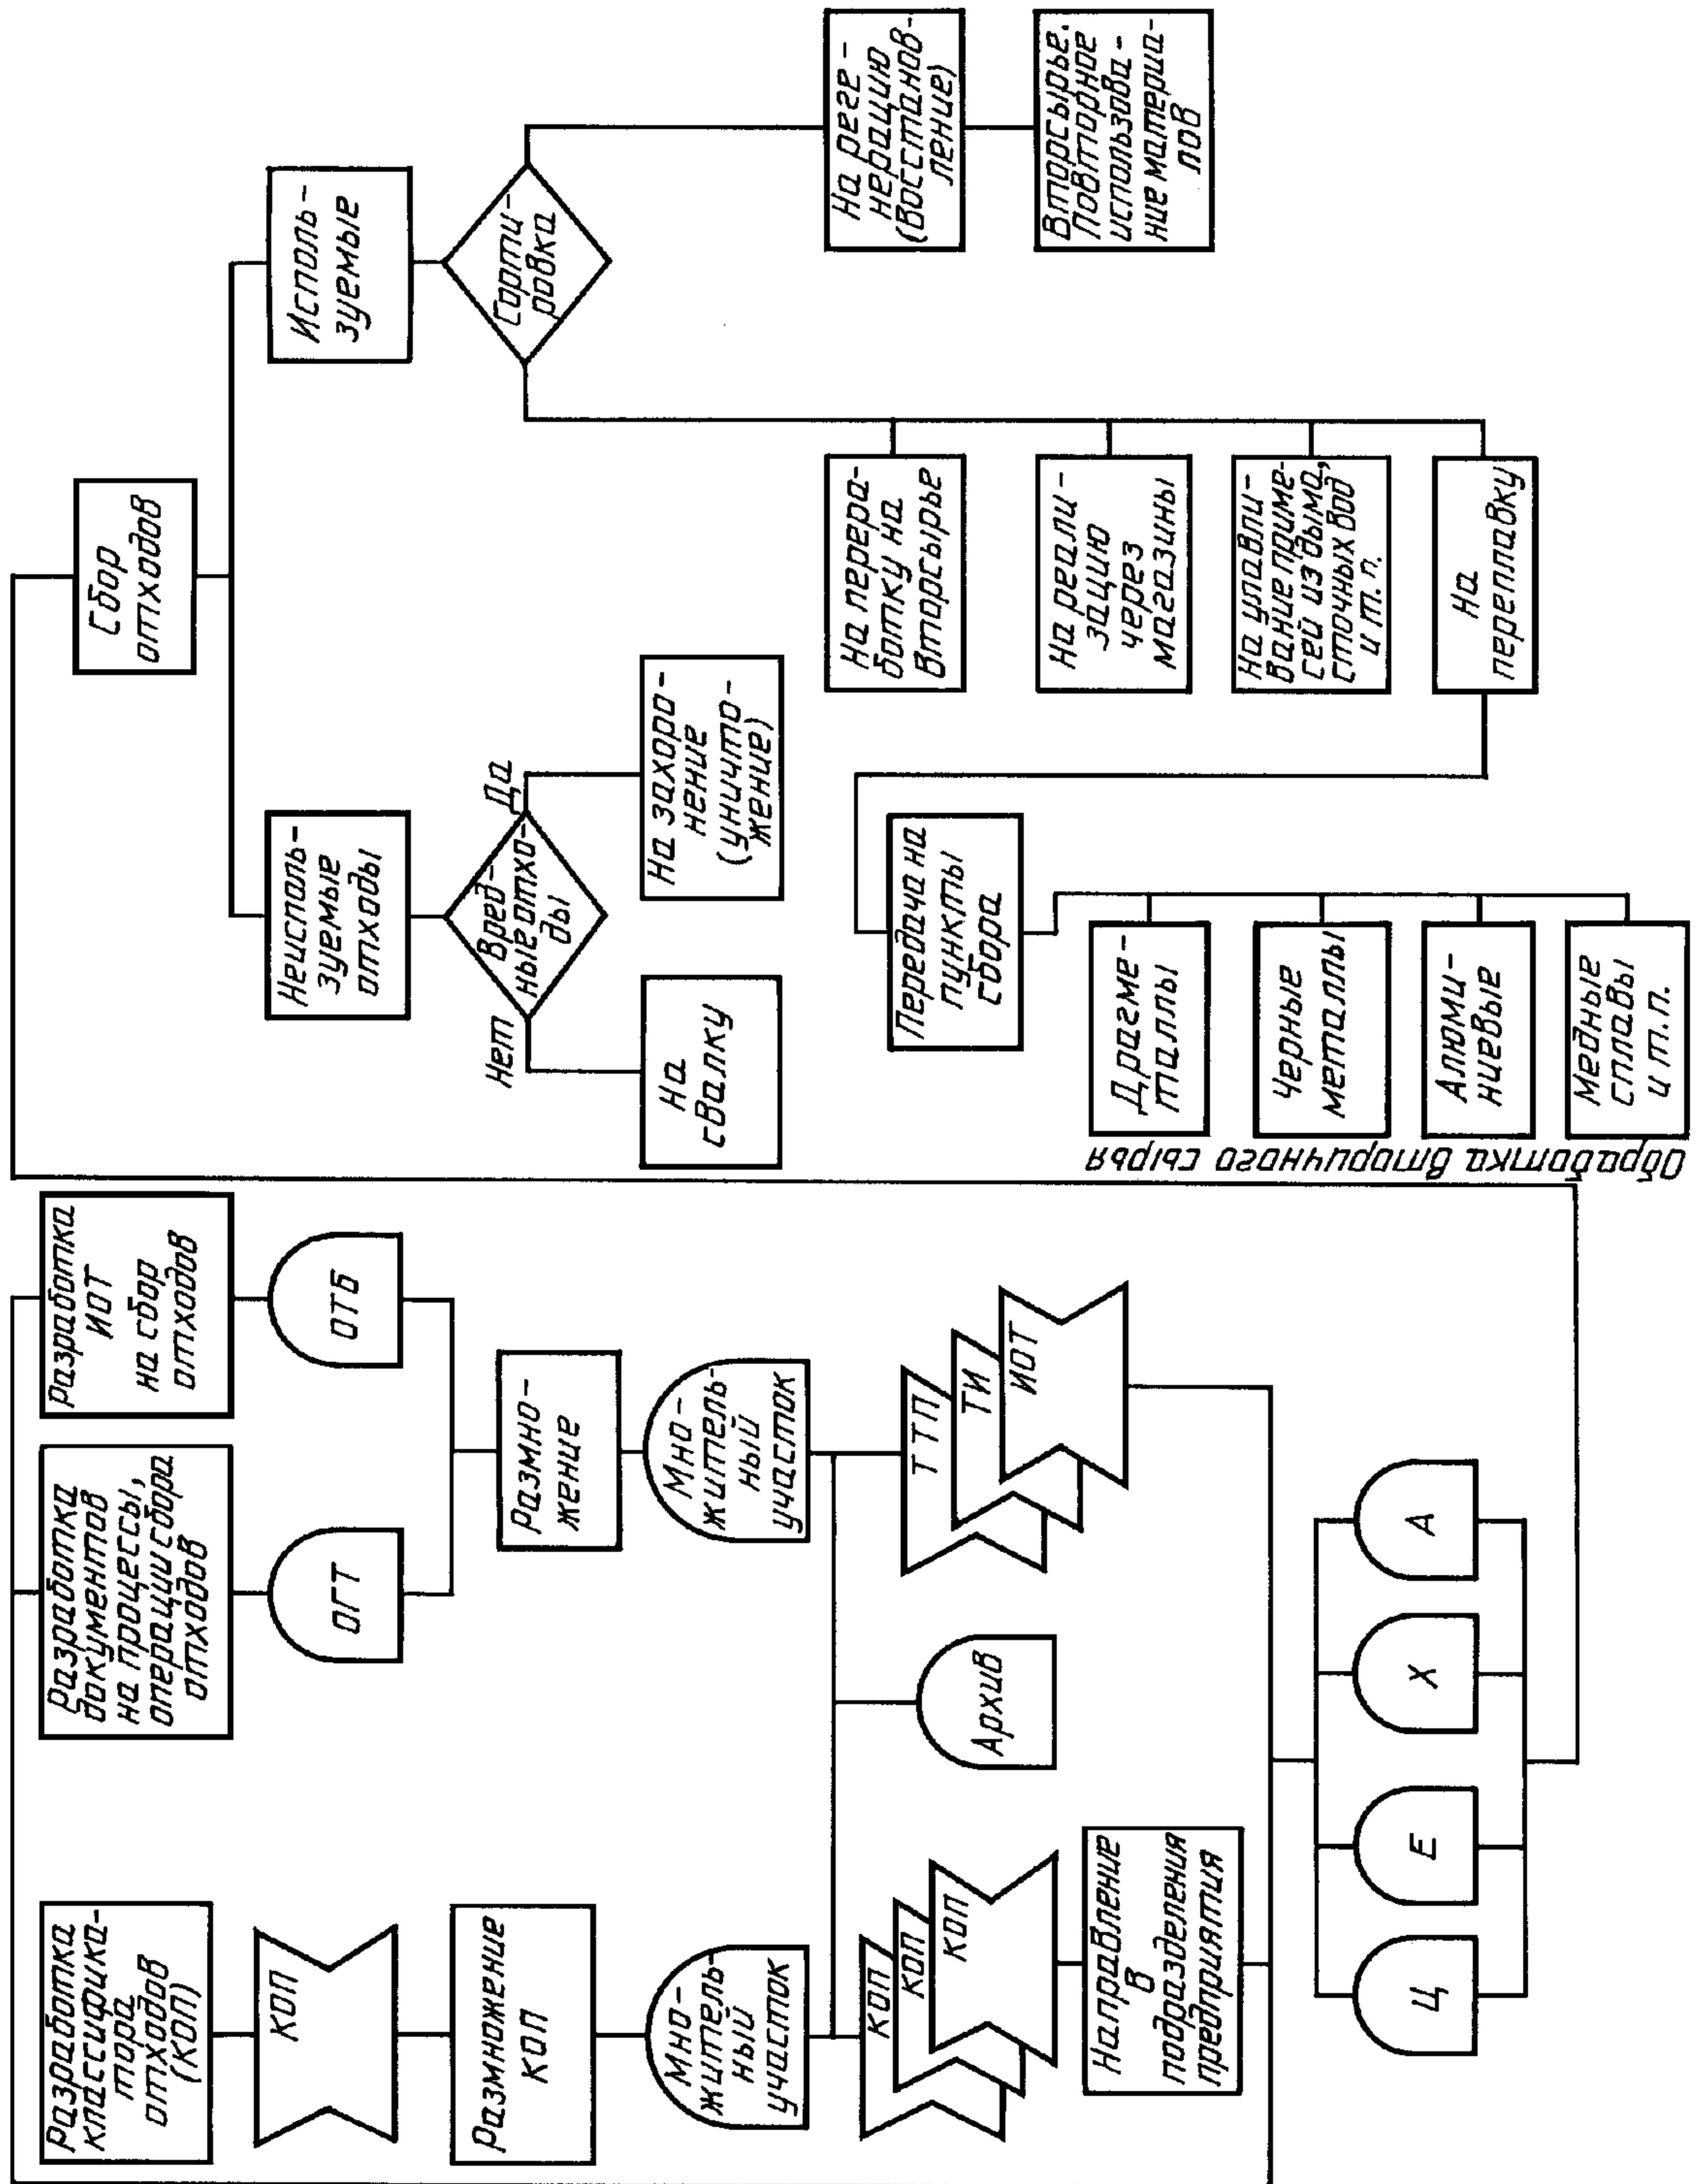 Разработка
классифика-
тора
отходов
(КОП)
КОП
Размножение
КОП
Мно-
житель-
ный
участок
КОП
КОП
КОП
Направление
в
подразделения
предприятия
Разработка
документов
на процессы,
операции сбора
отходов
ОГТ
Разработка
ИОТ
на сбор
отходов
ОТБ
Размно-
жение
Мно-
житель-
ный
участок
Архив
ТТП
ТИ
ИОТ
Ц
Е
Х
А
Сбор
отходов
Неисполь-
зуемые
отходы
Вред-
ные отхо-
ды
Нет
Да
На
свалку
На захоро-
нение
(уничто-
жение)
Исполь-
зуемые
Сорти-
ровка
На перера-
ботку на
вторсырье
На реали-
зацию
через
магазины
На улавли-
вание приме-
сей из дыма,
сточных вод
и т. п.
На
переплавку
На реге-
нерацию
(восстанов-
ление)
Вторсырье.
Повторное
использова-
ние материа-
лов
Передача на
пункты
сбора
Драгме-
таллы
Черные
металлы
Алюми-
ниевые
Медные
сплавы
и т. п.
Обработка вторичного сырья